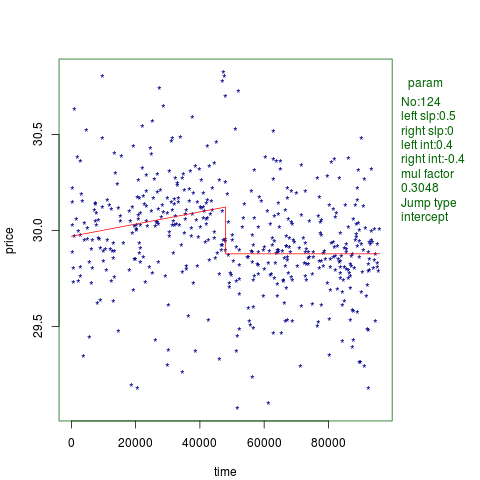 param
No:124
left slp:0.5
right slp:0
left int:0.4
right int:-0.4
mul factor
0.3048
Jump type
intercept
price
30.5
30.0
29.5
0 20000 40000 60000 80000
time